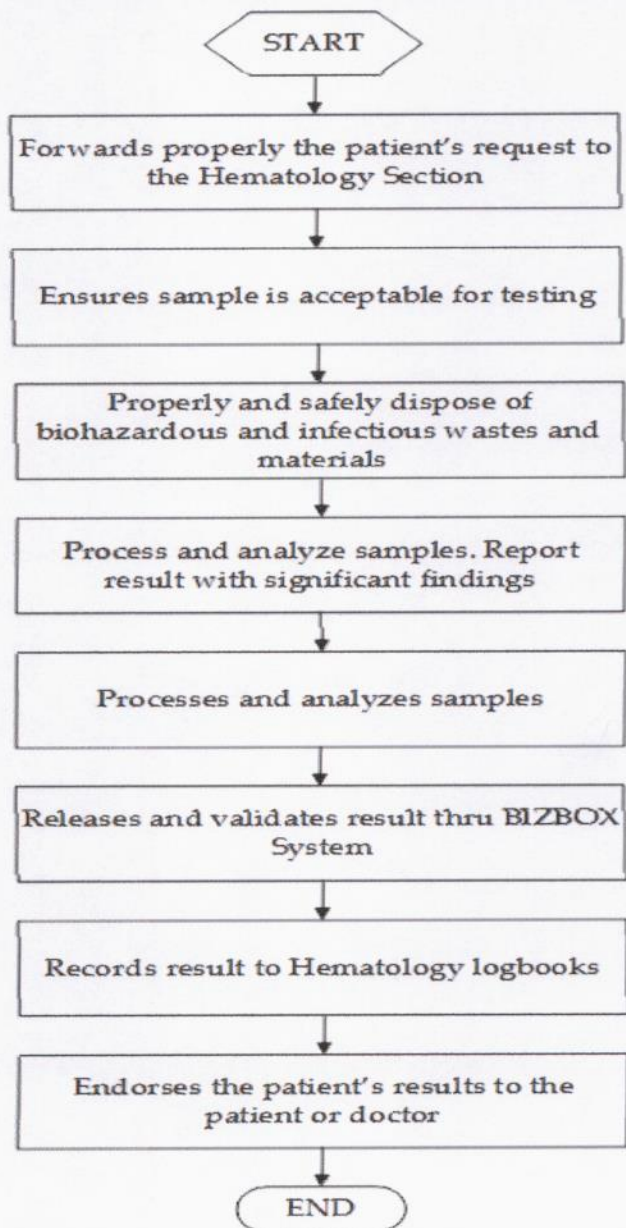 START
Forwards properly the patient's request to
the Hematology Section
Ensures sample is acceptable for testing
Properly and safely dispose of
biohazardous and infectious wastes and
materials
Process and analyze samples. Report
result with significant findings
Processes and analyzes samples
Releases and validates result thru BIZBOX
System
Records result to Hematology logbooks
Endorses the patient's results to the
patient or doctor
END